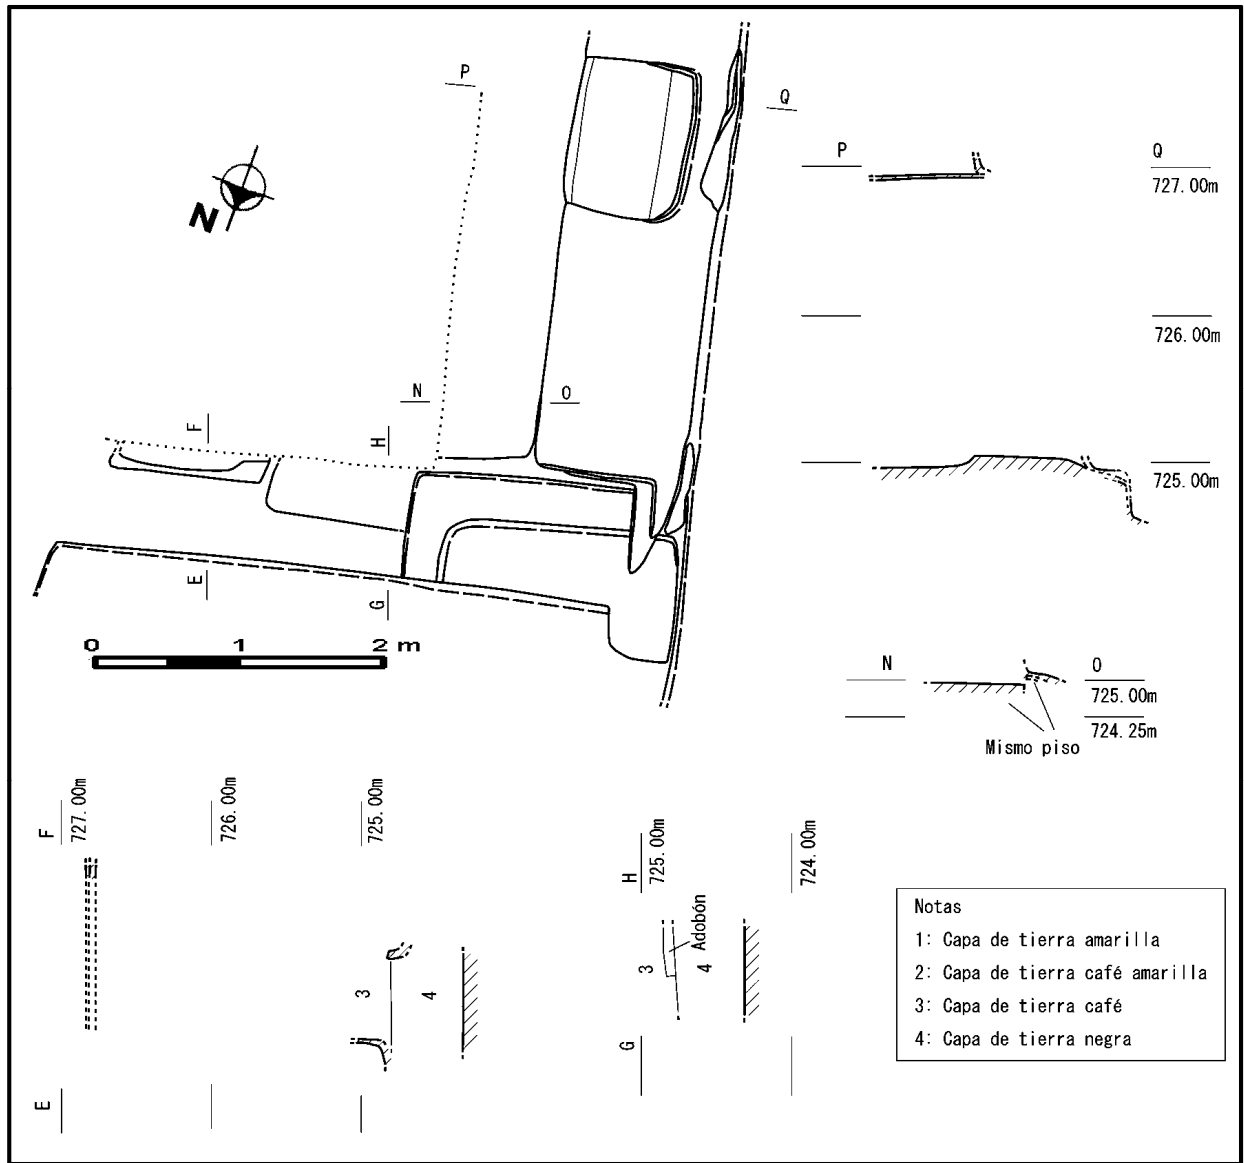 P
Q
P
Q
727.00m
N
726.00m
N
O
F
H
725.00m
E
G
0 1 2 m
N
O
725.00m
724.25m
Mismo piso
F
727.00m
726.00m
725.00m
H
725.00m
724.00m
3
4
3
Adobón
4
E
G
Notas
1: Capa de tierra amarilla
2: Capa de tierra café amarilla
3: Capa de tierra café
4: Capa de tierra negra